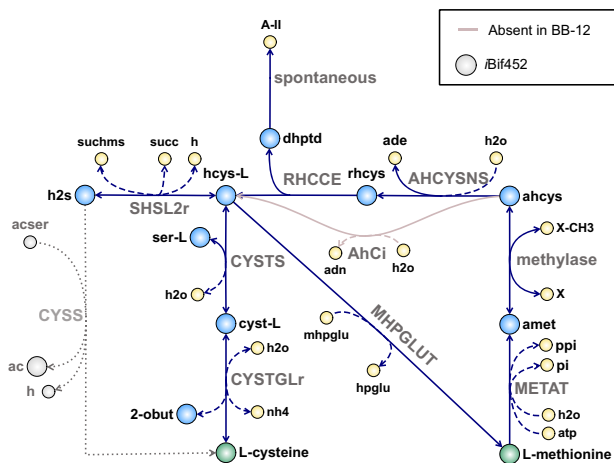 A-II
Absent in BB-12
iBif452
spontaneous
suchms
succ
h
dhptd
ade
h2o
hcys-L
RHCCE
rhcys
AHCYSNS
h2s
SHSL2r
ahcys
acser
ser-L
adn
AhCi
h2o
X-CH3
CYSTS
methylase
h2o
X
CYSS
MHPGLUT
cyst-L
mhpglu
amet
h2o
ppi
ac
hpglu
pi
CYSTGLr
METAT
h
2-obut
nh4
h2o
atp
L-cysteine
L-methionine